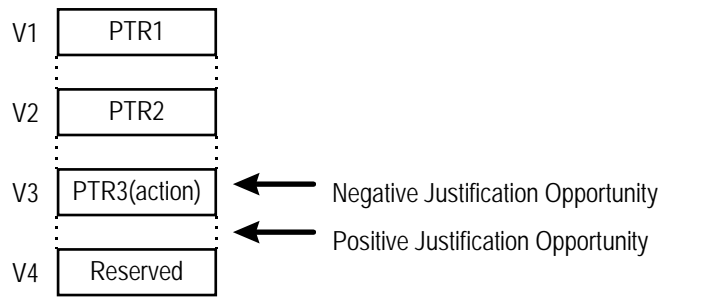 V1 PTR1
V2 PTR2
V3 PTR3(action) Negative Justification Opportunity
Positive Justification Opportunity
V4 Reserved